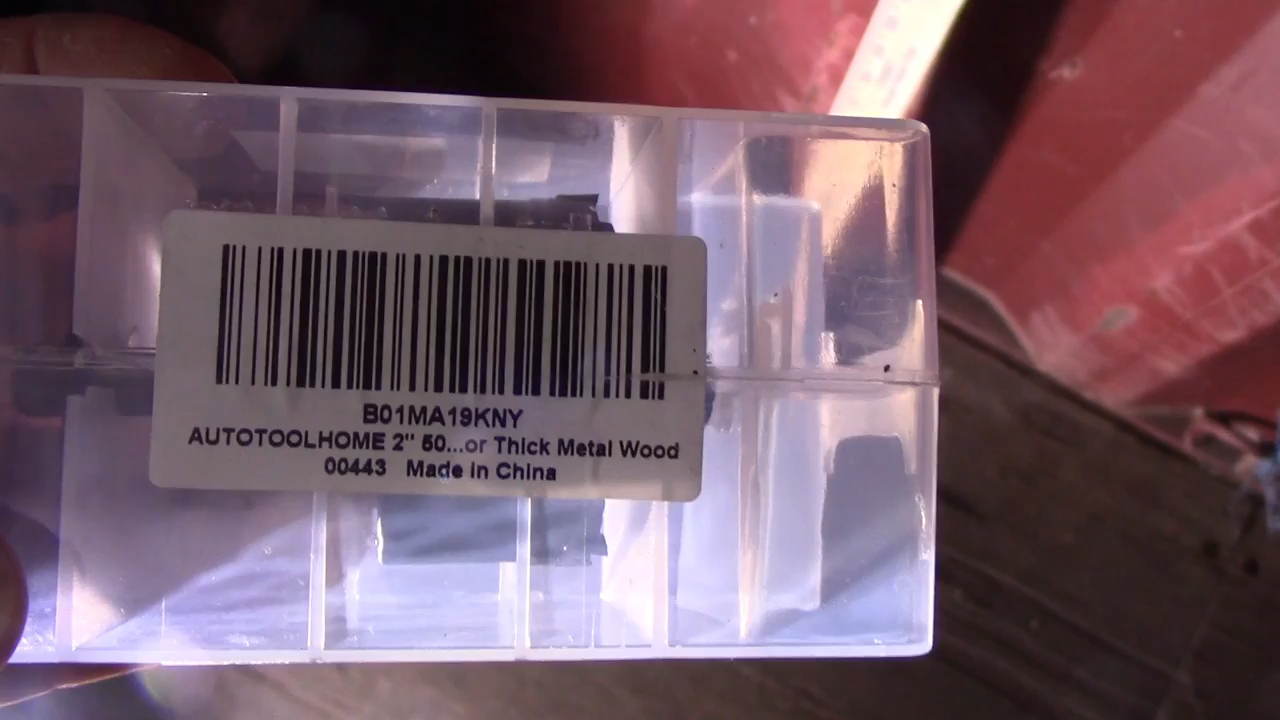 B01MA19KNY
AUTOTOOLHOME 2" 50...or Thick Metal Wood
00443 Made in China